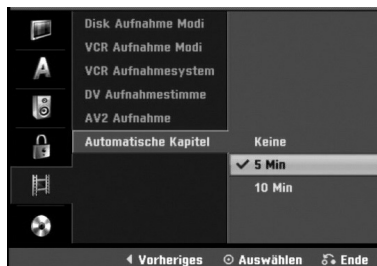 Disk Aufnahme Modi
VCR Aufnahme Modi
VCR Aufnahmesystem
DV Aufnahmestimme
AV2 Aufnahme
Automatische Kapitel
Keine
✓ 5 Min
10 Min
A
◀ Vorheriges ⊙ Auswählen Ende